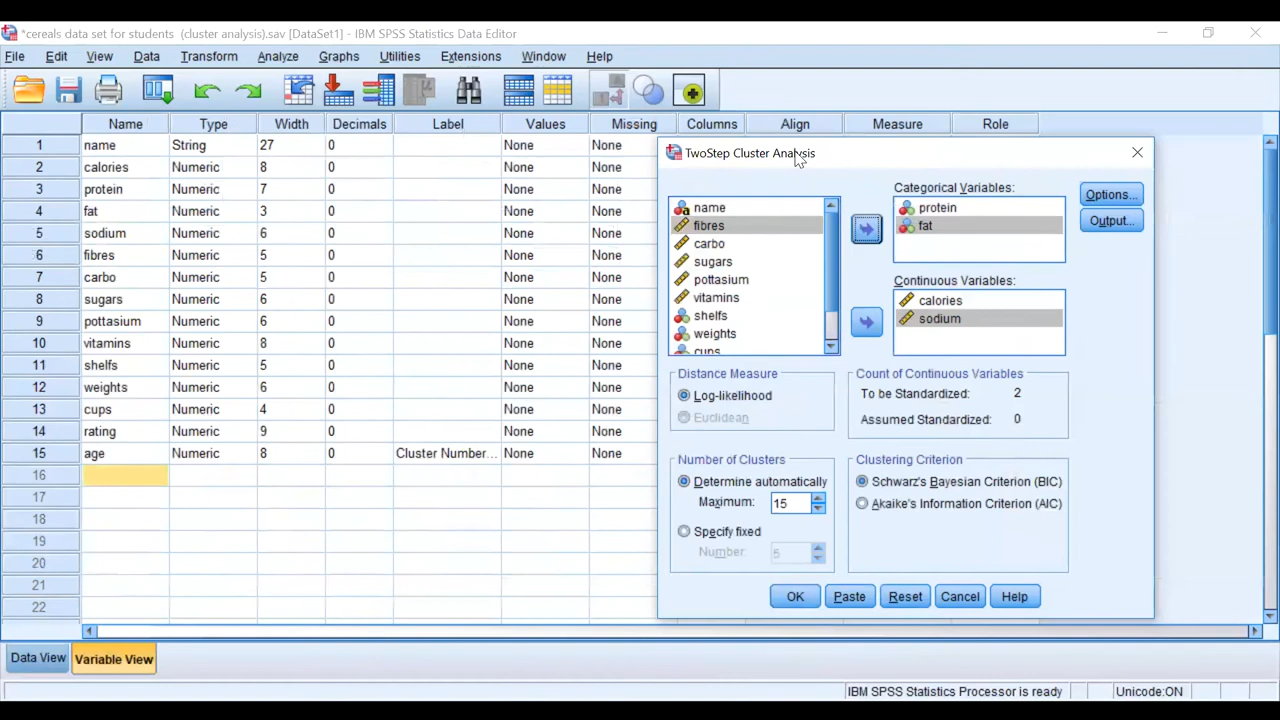 *cereals data set for students  (cluster analysis).sav [DataSet1] - IBM SPSS Statistics Data Editor
File Edit View Data Transform Analyze Graphs Utilities Extensions Window Help
Name Type Width Decimals Label Values Missing Columns Align Measure Role
1 name String 27 0 None None
2 calories Numeric 8 0 None None
3 protein Numeric 7 0 None None
4 fat Numeric 3 0 None None
5 sodium Numeric 6 0 None None
6 fibres Numeric 5 0 None None
7 carbo Numeric 5 0 None None
8 sugars Numeric 6 0 None None
9 pottasium Numeric 6 0 None None
10 vitamins Numeric 8 0 None None
11 shelfs Numeric 5 0 None None
12 weights Numeric 6 0 None None
13 cups Numeric 4 0 None None
14 rating Numeric 9 0 None None
15 age Numeric 8 0 Cluster Number... None None
16
17
18
19
20
21
22
TwoStep Cluster Analysis
name
fibres
carbo
sugars
pottasium
vitamins
shelfs
weights
cups
Categorical Variables:
protein
fat
Continuous Variables:
calories
sodium
Options...
Output...
Distance Measure
Log-likelihood
Euclidean
Count of Continuous Variables
To be Standardized: 2
Assumed Standardized: 0
Number of Clusters
Determine automatically
Maximum: 15
Specify fixed
Number: 5
Clustering Criterion
Schwarz's Bayesian Criterion (BIC)
Akaike's Information Criterion (AIC)
OK Paste Reset Cancel Help
Data View Variable View
IBM SPSS Statistics Processor is ready Unicode:ON